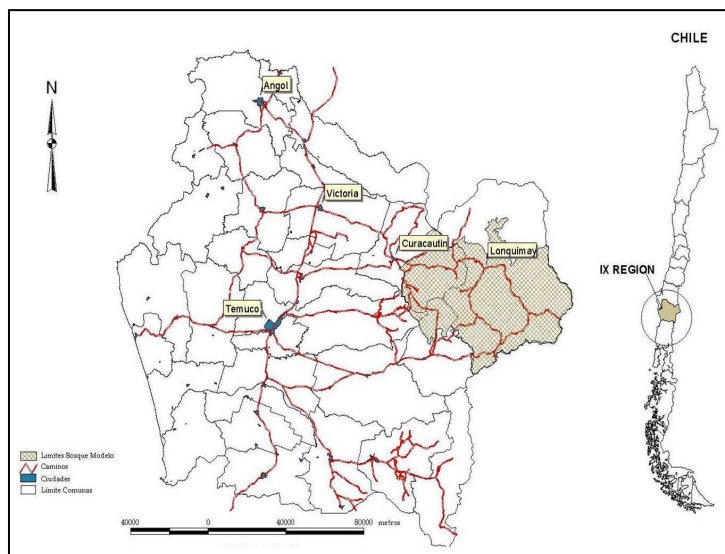 CHILE
N
Angol
Victoria
Curacautin
Lonquimay
IX REGION
Temuco
Limites Bosque Modelo
Caminos
Ciudades
Limite Comunas
40000 0 40000 80000 metros